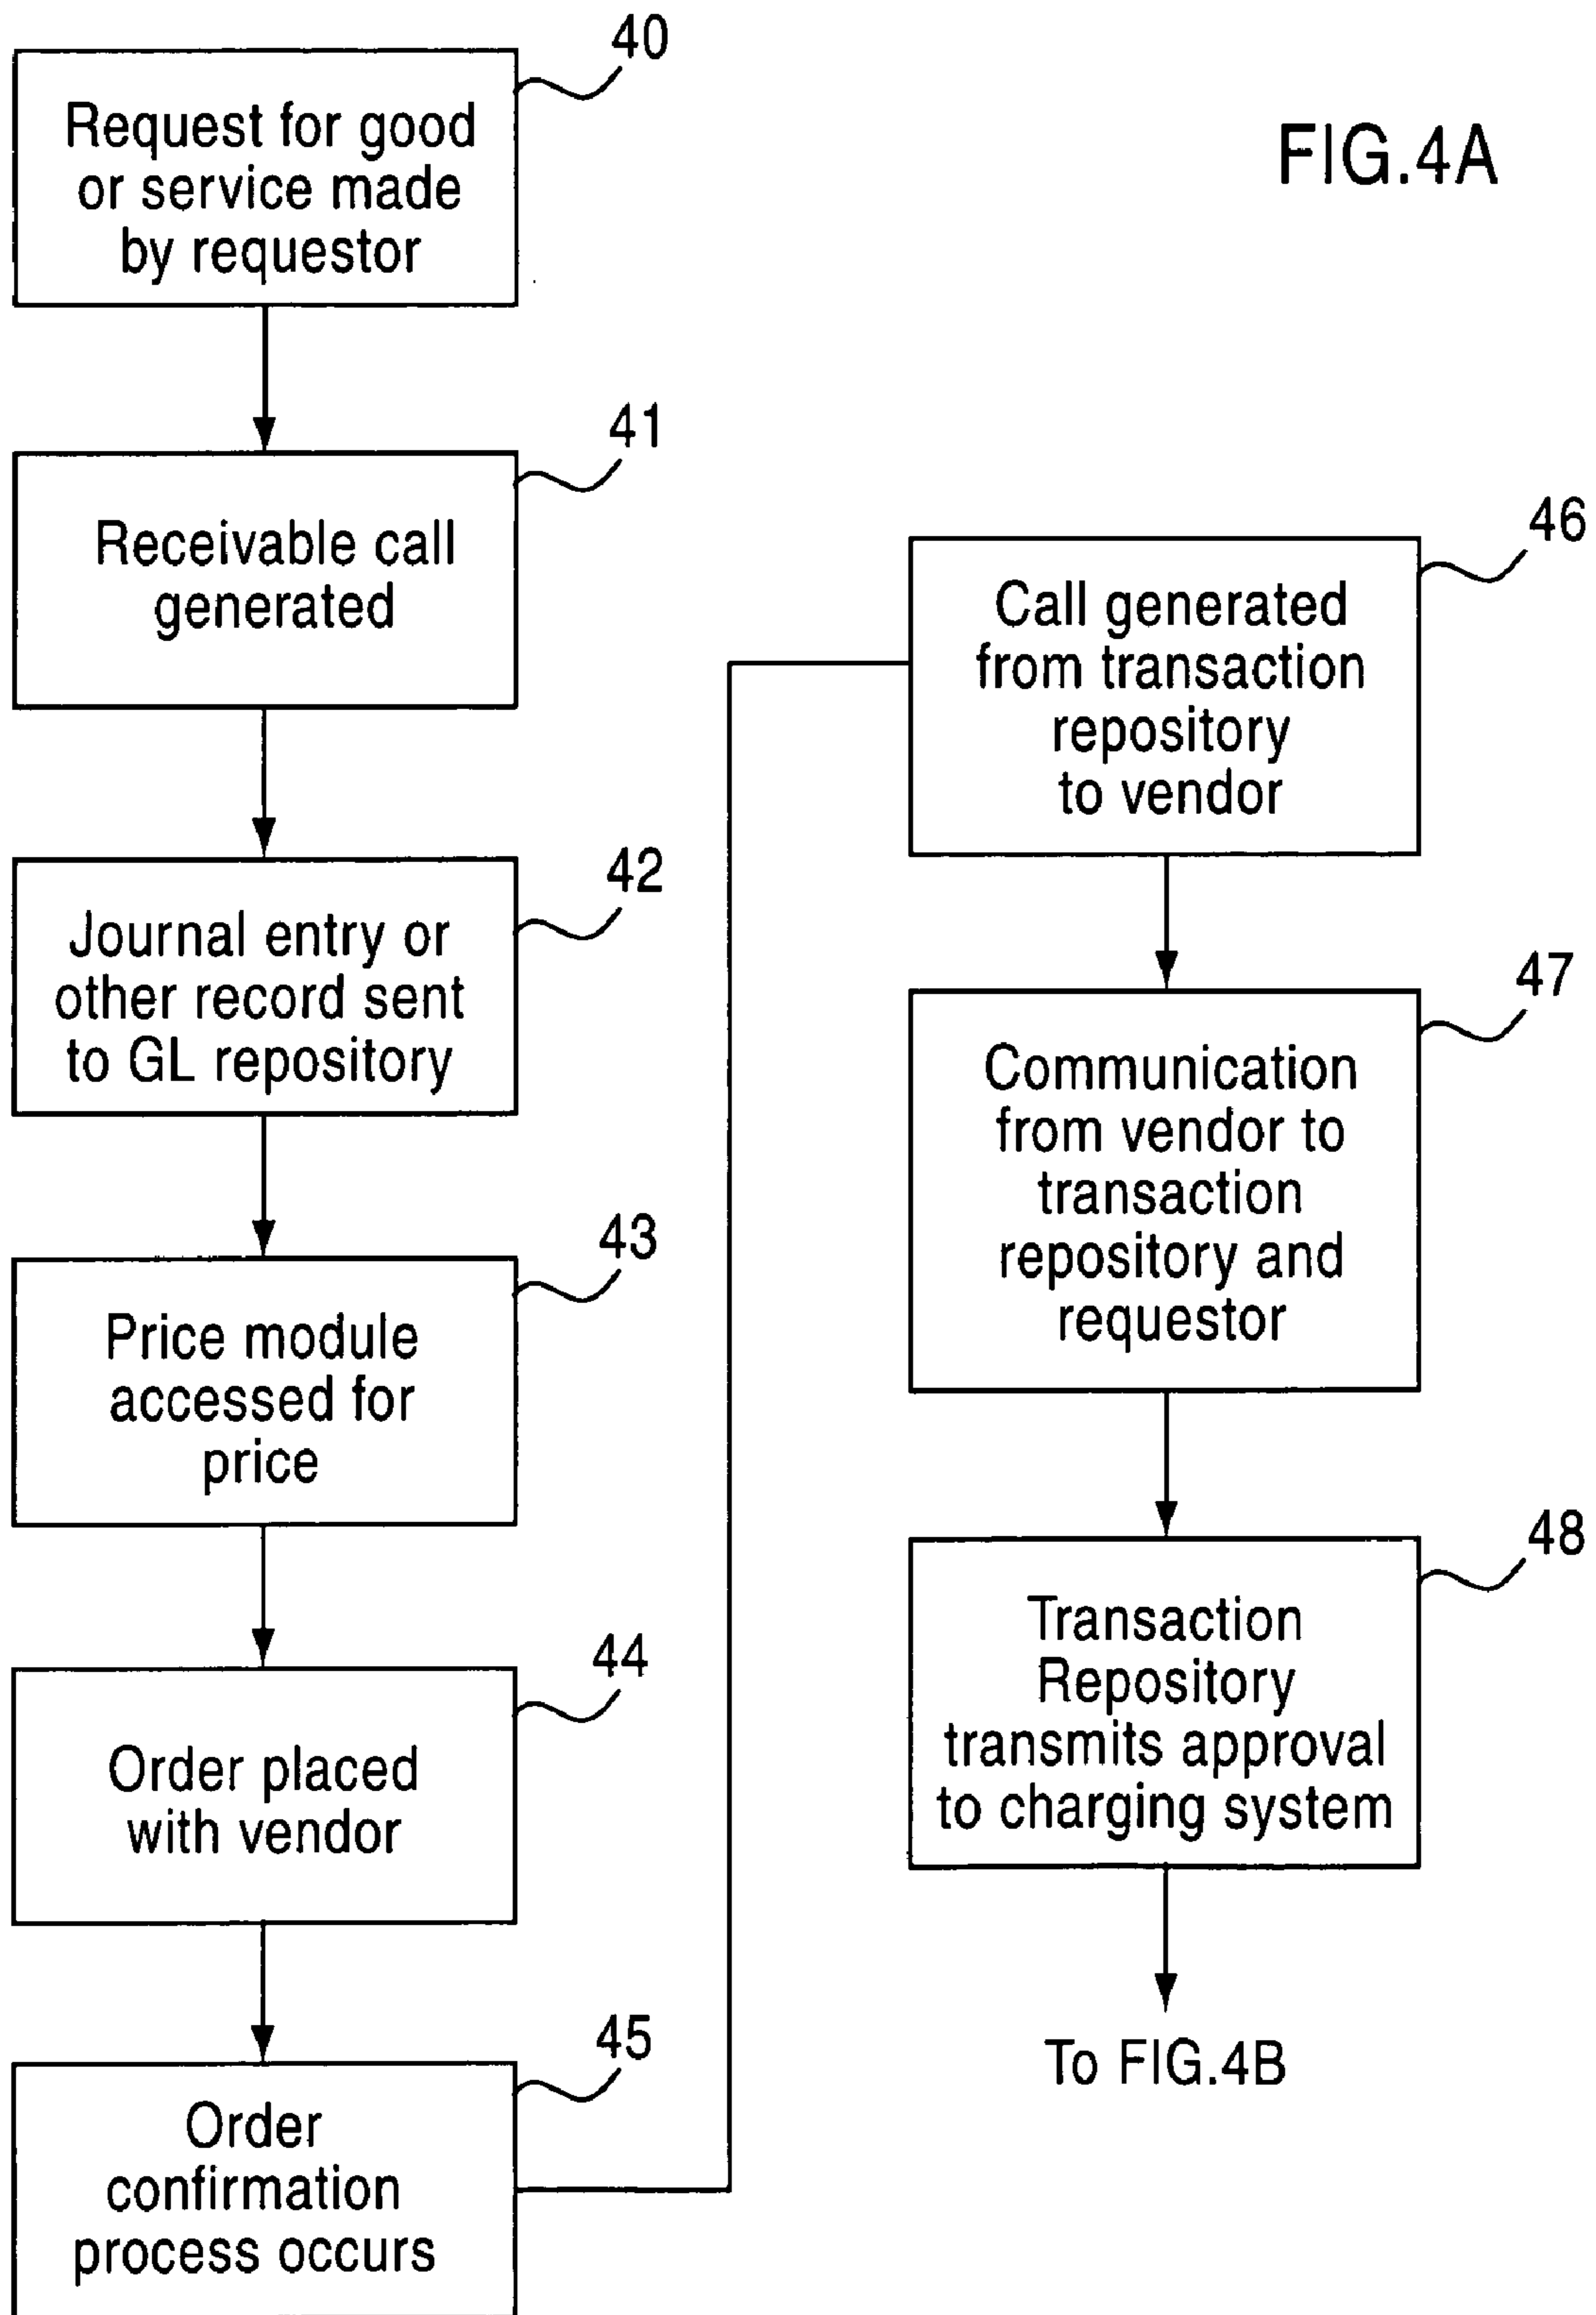 FIG.4A
40
Request for good
or service made
by requestor
41
Receivable call
generated
42
Journal entry or
other record sent
to GL repository
43
Price module
accessed for
price
44
Order placed
with vendor
45
Order
confirmation
process occurs
46
Call generated
from transaction
repository
to vendor
47
Communication
from vendor to
transaction
repository and
requestor
48
Transaction
Repository
transmits approval
to charging system
To FIG.4B